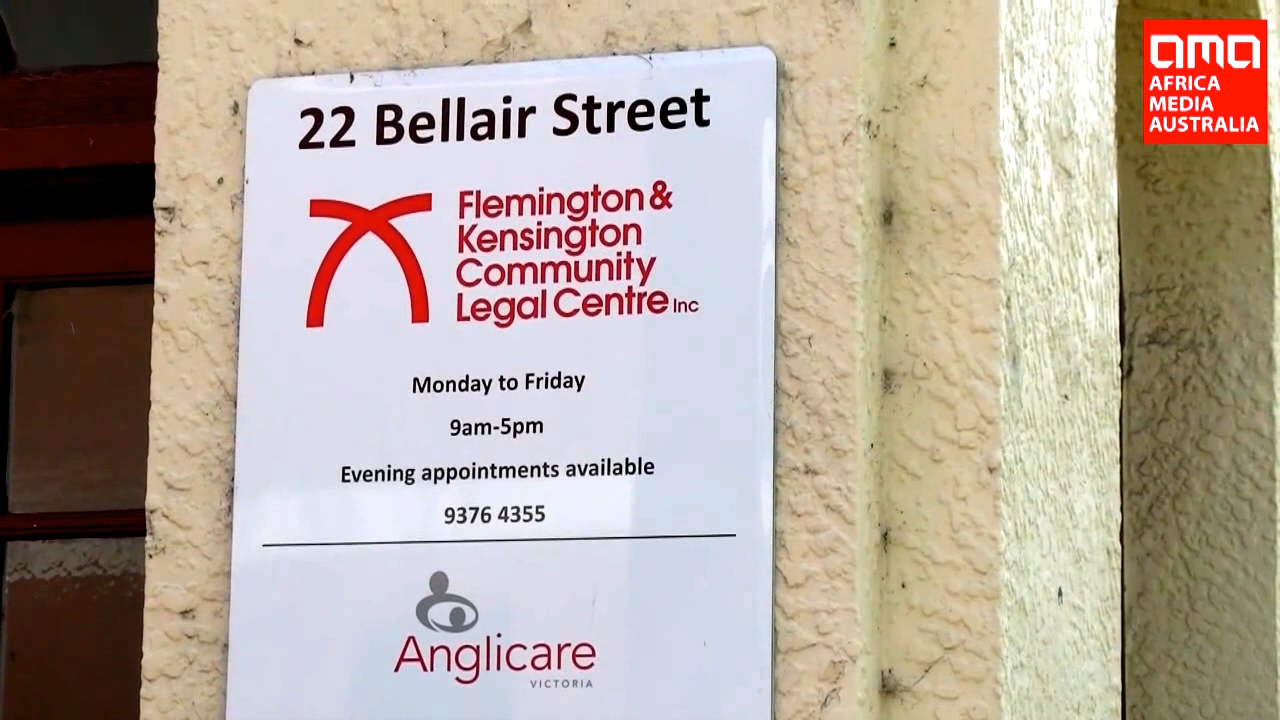 22 Bellair Street
Flemington &
Kensington
Community
Legal Centre Inc
Monday to Friday
9am-5pm
Evening appointments available
9376 4355
Anglicare
VICTORIA
ama
AFRICA
MEDIA
AUSTRALIA